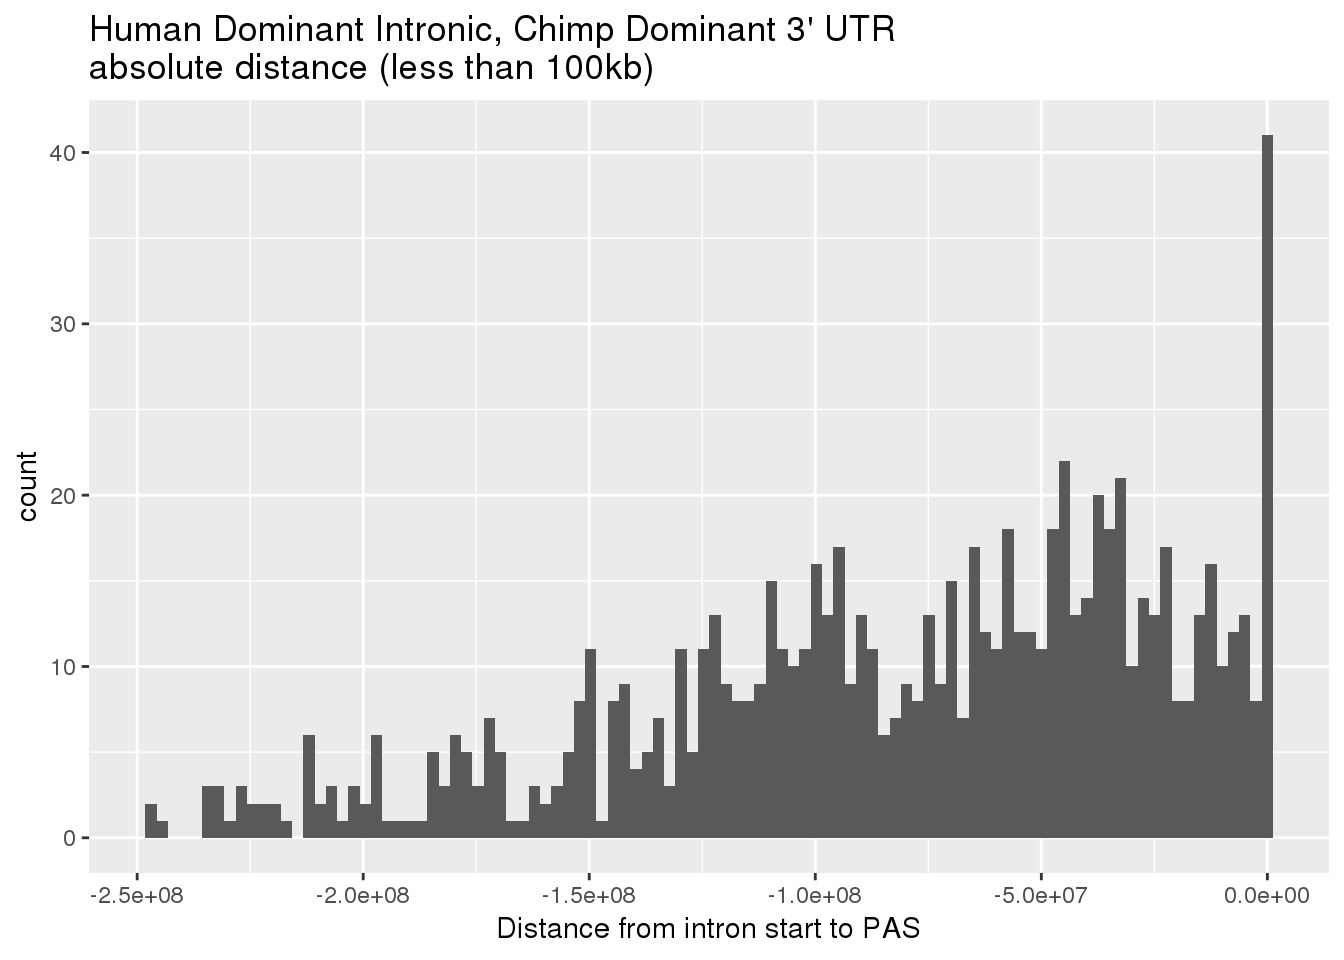 Human Dominant Intronic, Chimp Dominant 3' UTR
absolute distance (less than 100kb)
count
40
30
20
10
0
-2.5e+08 -2.0e+08 -1.5e+08 -1.0e+08 -5.0e+07 0.0e+00
Distance from intron start to PAS